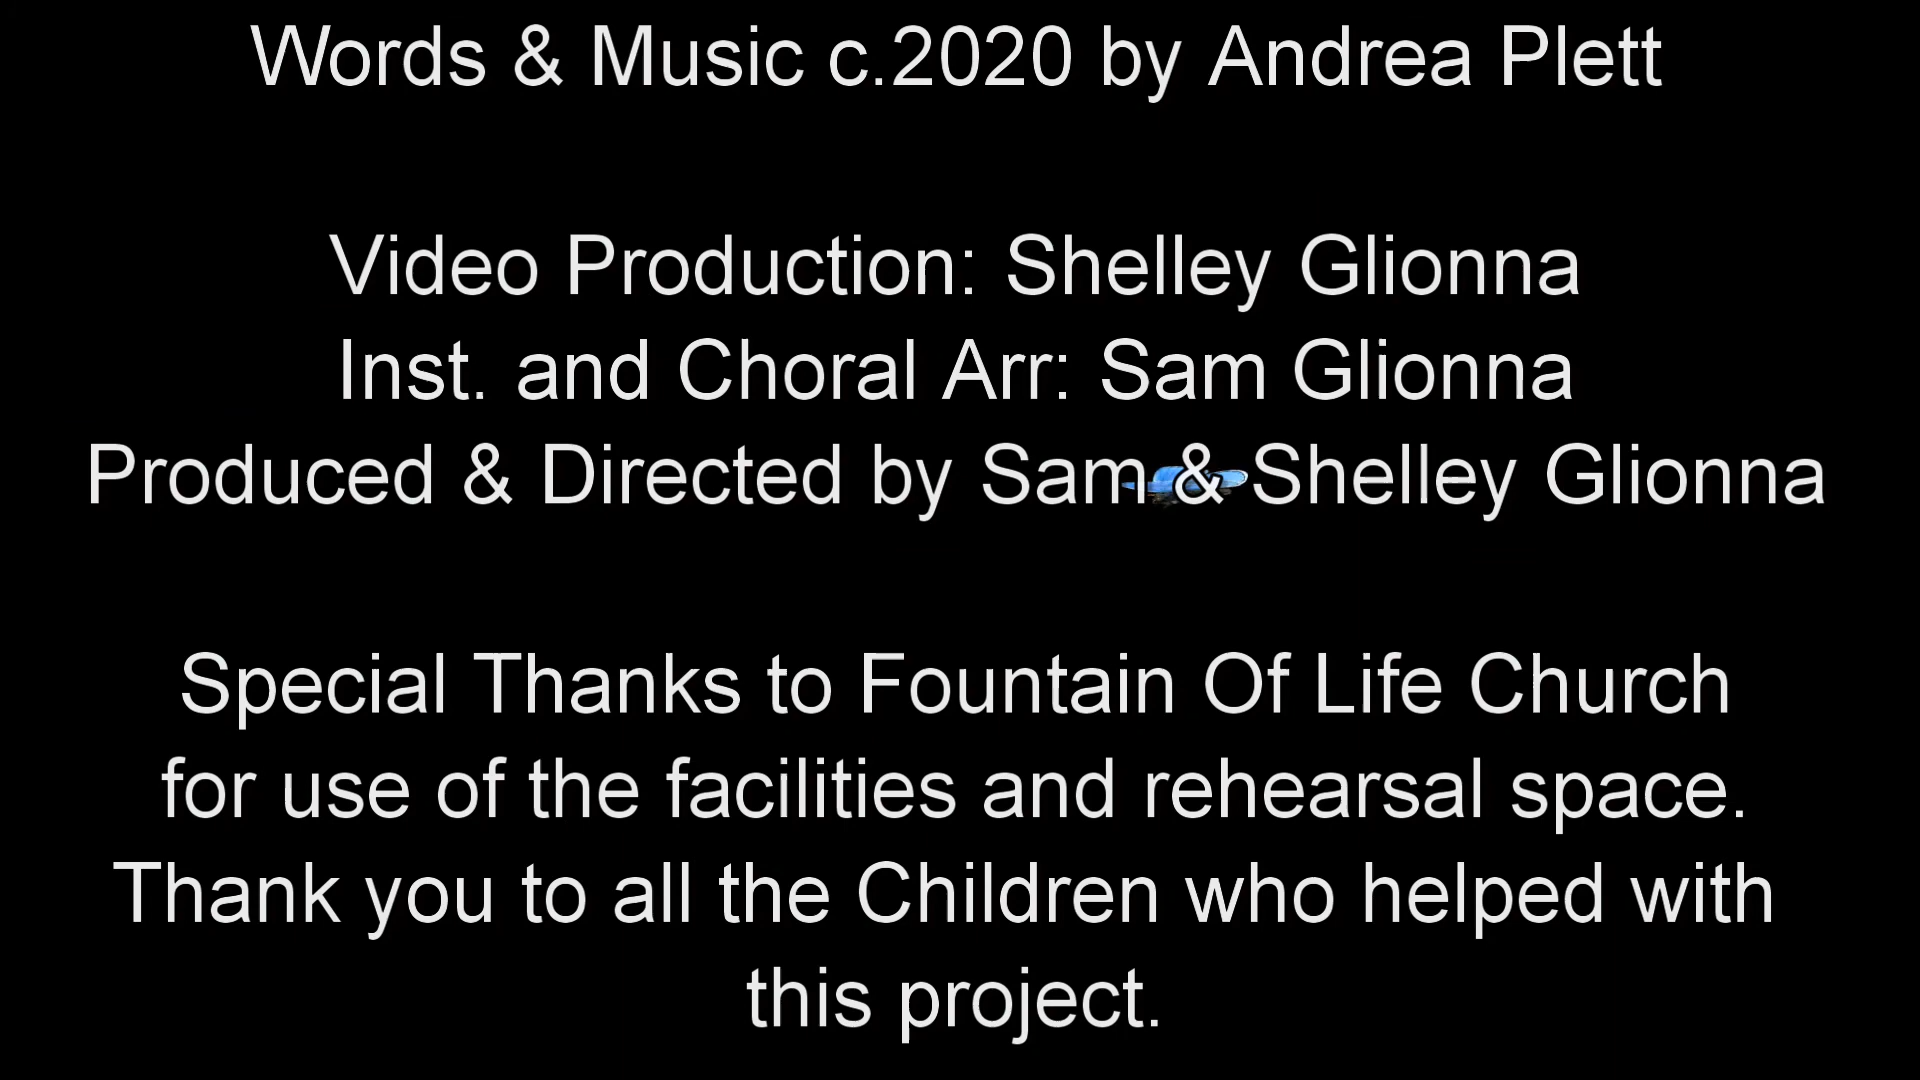 Words & Music c.2020 by Andrea Plett
Video Production: Shelley Glionna
Inst. and Choral Arr: Sam Glionna
Produced & Directed by Sam & Shelley Glionna
Special Thanks to Fountain Of Life Church
for use of the facilities and rehearsal space.
Thank you to all the Children who helped with
this project.